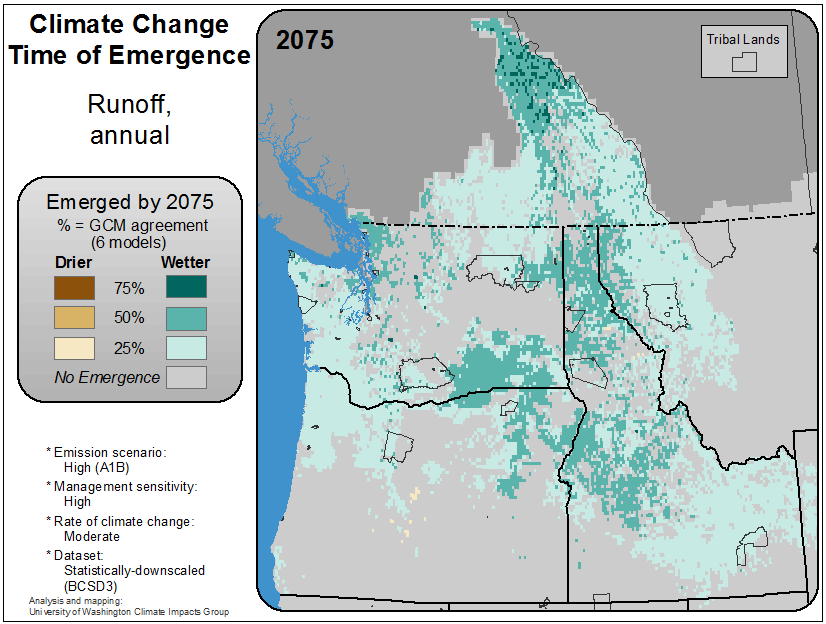 Climate Change
Time of Emergence
Runoff,
annual
Emerged by 2075
% = GCM agreement
(6 models)
Drier Wetter
75%
50%
25%
No Emergence
* Emission scenario:
High (A1B)
* Management sensitivity:
High
* Rate of climate change:
Moderate
* Dataset:
Statistically-downscaled
(BCSD3)
Analysis and mapping:
University of Washington Climate Impacts Group
2075
Tribal Lands